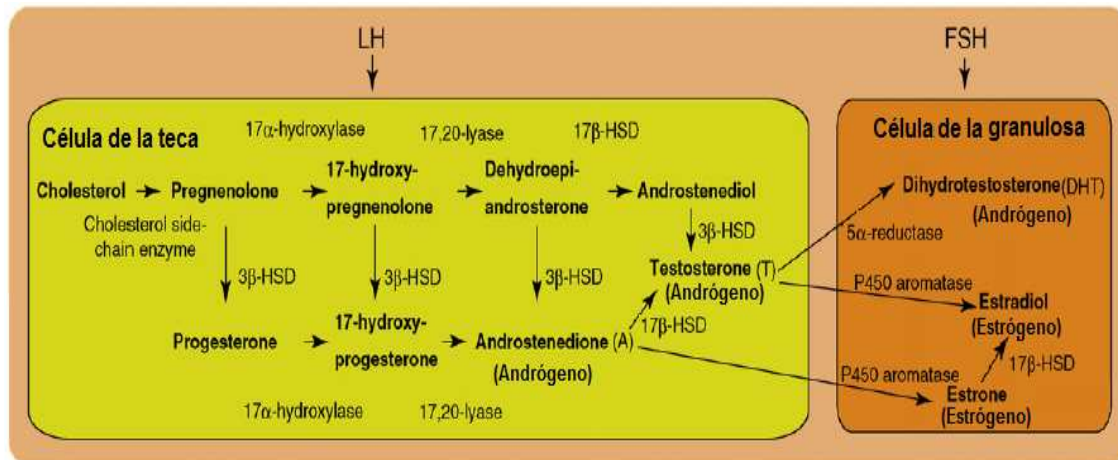 LH
FSH
Célula de la teca
17α-hydroxylase
17,20-lyase
17β-HSD
Cholesterol
Pregnenolone
17-hydroxy-
pregnenolone
Dehydroepi-
androsterone
Androstenediol
Cholesterol side-
chain enzyme
3β-HSD
3β-HSD
3β-HSD
3β-HSD
Testosterone (T)
(Andrógeno)
Progesterone
17-hydroxy-
progesterone
Androstenedione (A)
(Andrógeno)
17β-HSD
17α-hydroxylase
17,20-lyase
Célula de la granulosa
Dihydrotestosterone (DHT)
(Andrógeno)
5α-reductase
P450 aromatase
Estradiol
(Estrógeno)
17β-HSD
P450 aromatase
Estrone
(Estrógeno)